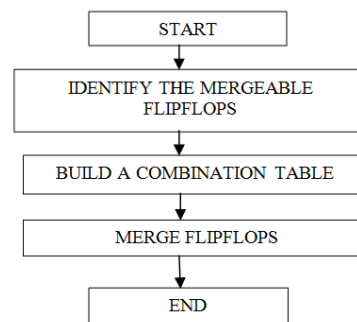 START
IDENTIFY THE MERGEABLE
FLIPFLOPS
BUILD A COMBINATION TABLE
MERGE FLIPFLOPS
END